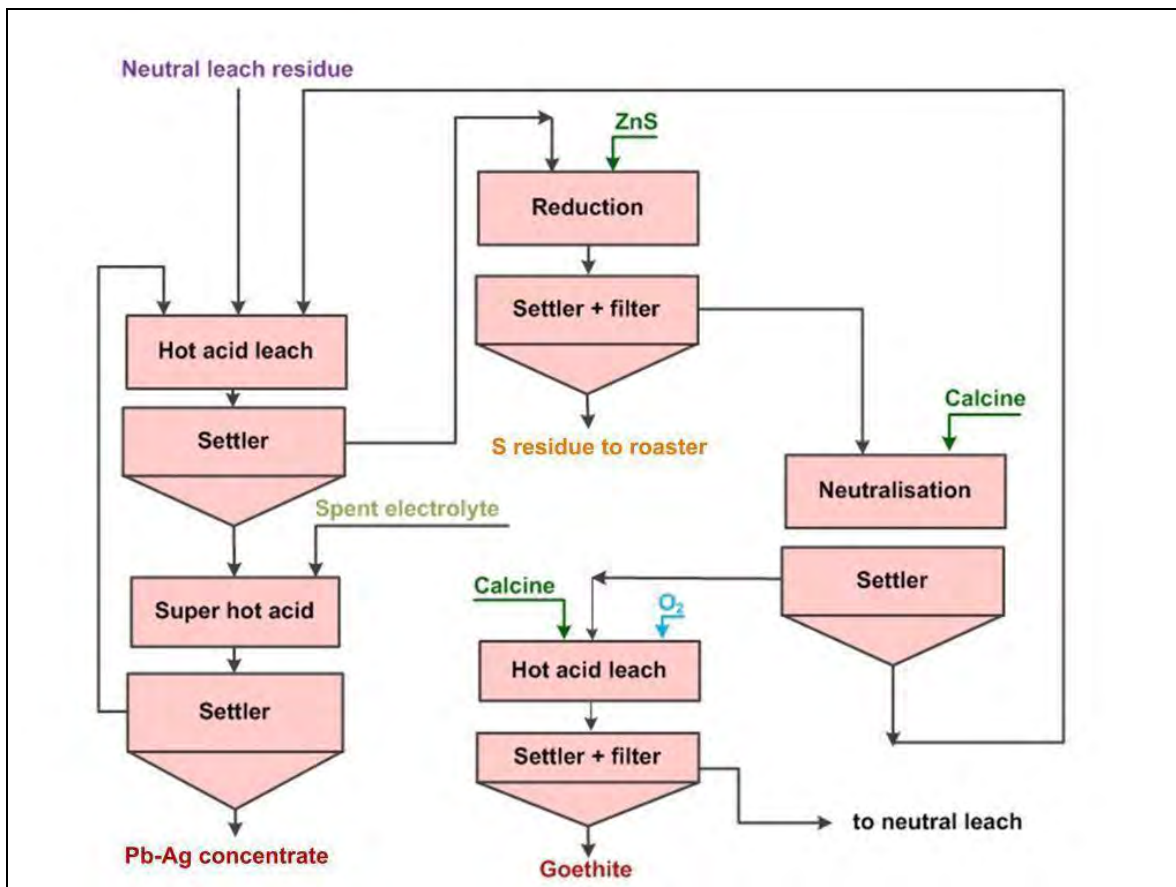 Neutral leach residue
ZnS
Reduction
Settler + filter
S residue to roaster
Hot acid leach
Settler
Spent electrolyte
Super hot acid
Settler
Pb-Ag concentrate
Calcine
Neutralisation
Settler
Calcine
O₂
Hot acid leach
Settler + filter
to neutral leach
Goethite